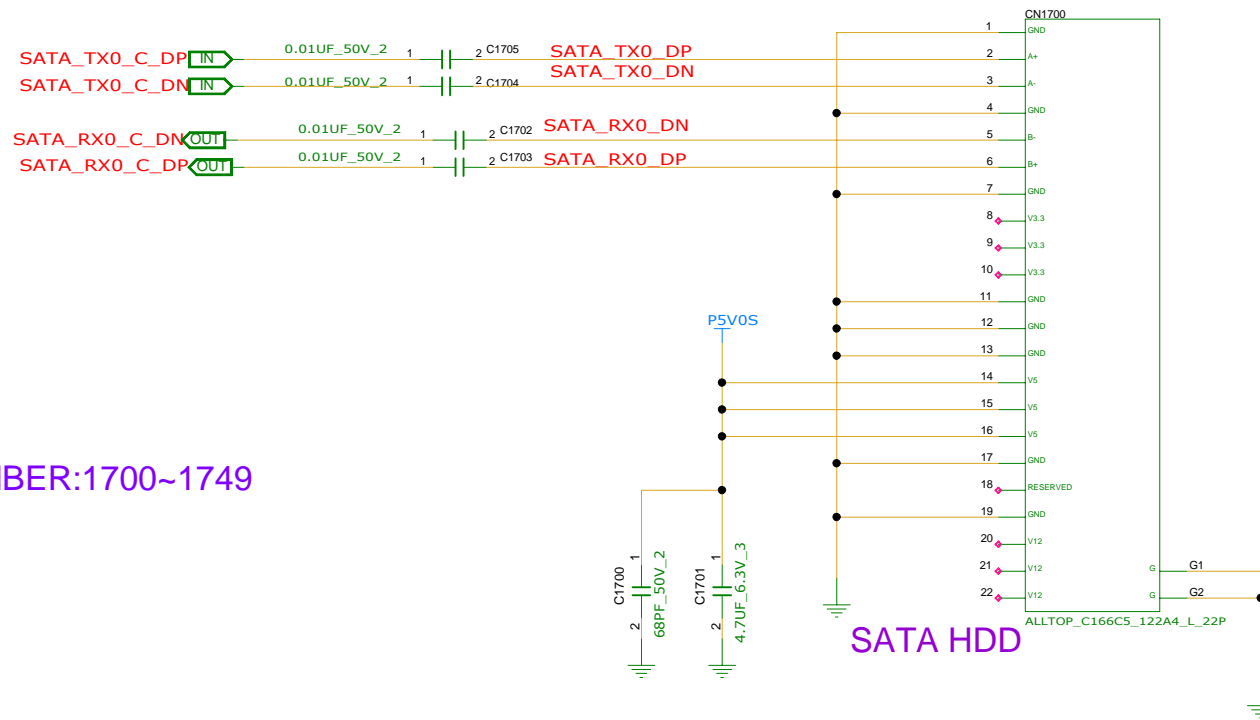 CN1700
1 GND
SATA_TX0_C_DP IN 0.01UF_50V_2 1 2 C1705 SATA_TX0_DP 2 A+
SATA_TX0_C_DN IN 0.01UF_50V_2 1 2 C1704 SATA_TX0_DN 3 A-
4 GND
SATA_RX0_C_DN OUT 0.01UF_50V_2 1 2 C1702 SATA_RX0_DN 5 B-
SATA_RX0_C_DP OUT 0.01UF_50V_2 1 2 C1703 SATA_RX0_DP 6 B+
7 GND
8 V3.3
9 V3.3
10 V3.3
11 GND
P5V0S
12 GND
13 GND
14 V5
15 V5
16 V5
17 GND
BER:1700~1749
18 RESERVED
19 GND
20 V12
21 V12 G G1
22 V12 G G2
C1700 1 2 68PF_50V_2
C1701 1 2 4.7UF_6.3V_3
ALLTOP_C166C5_122A4_L_22P
SATA HDD